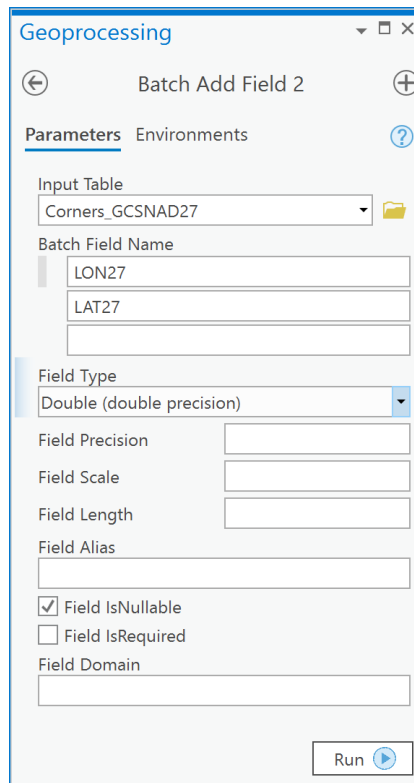 Geoprocessing
Batch Add Field 2
Parameters Environments
Input Table
Corners_GCSNAD27
Batch Field Name
LON27
LAT27
Field Type
Double (double precision)
Field Precision
Field Scale
Field Length
Field Alias
Field IsNullable
Field IsRequired
Field Domain
Run